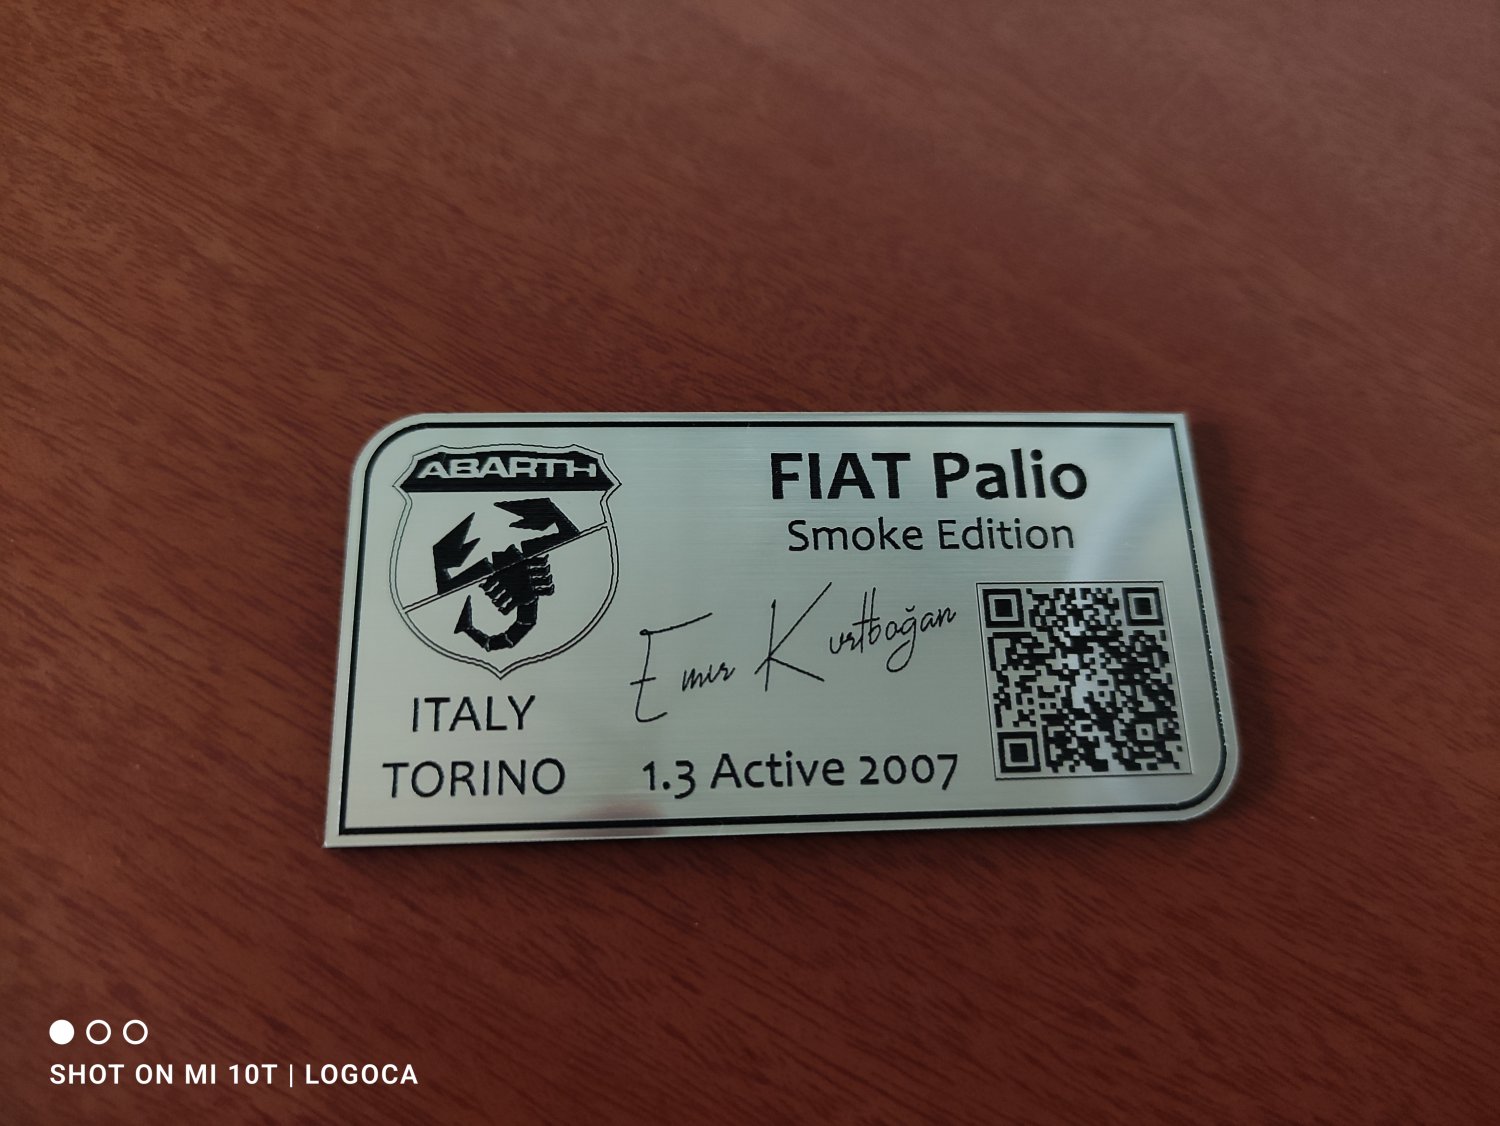 ABARTH
ITALY
TORINO
FIAT Palio
Smoke Edition
Emir Kurtboğan
1.3 Active 2007
SHOT ON MI 10T | LOGOCA